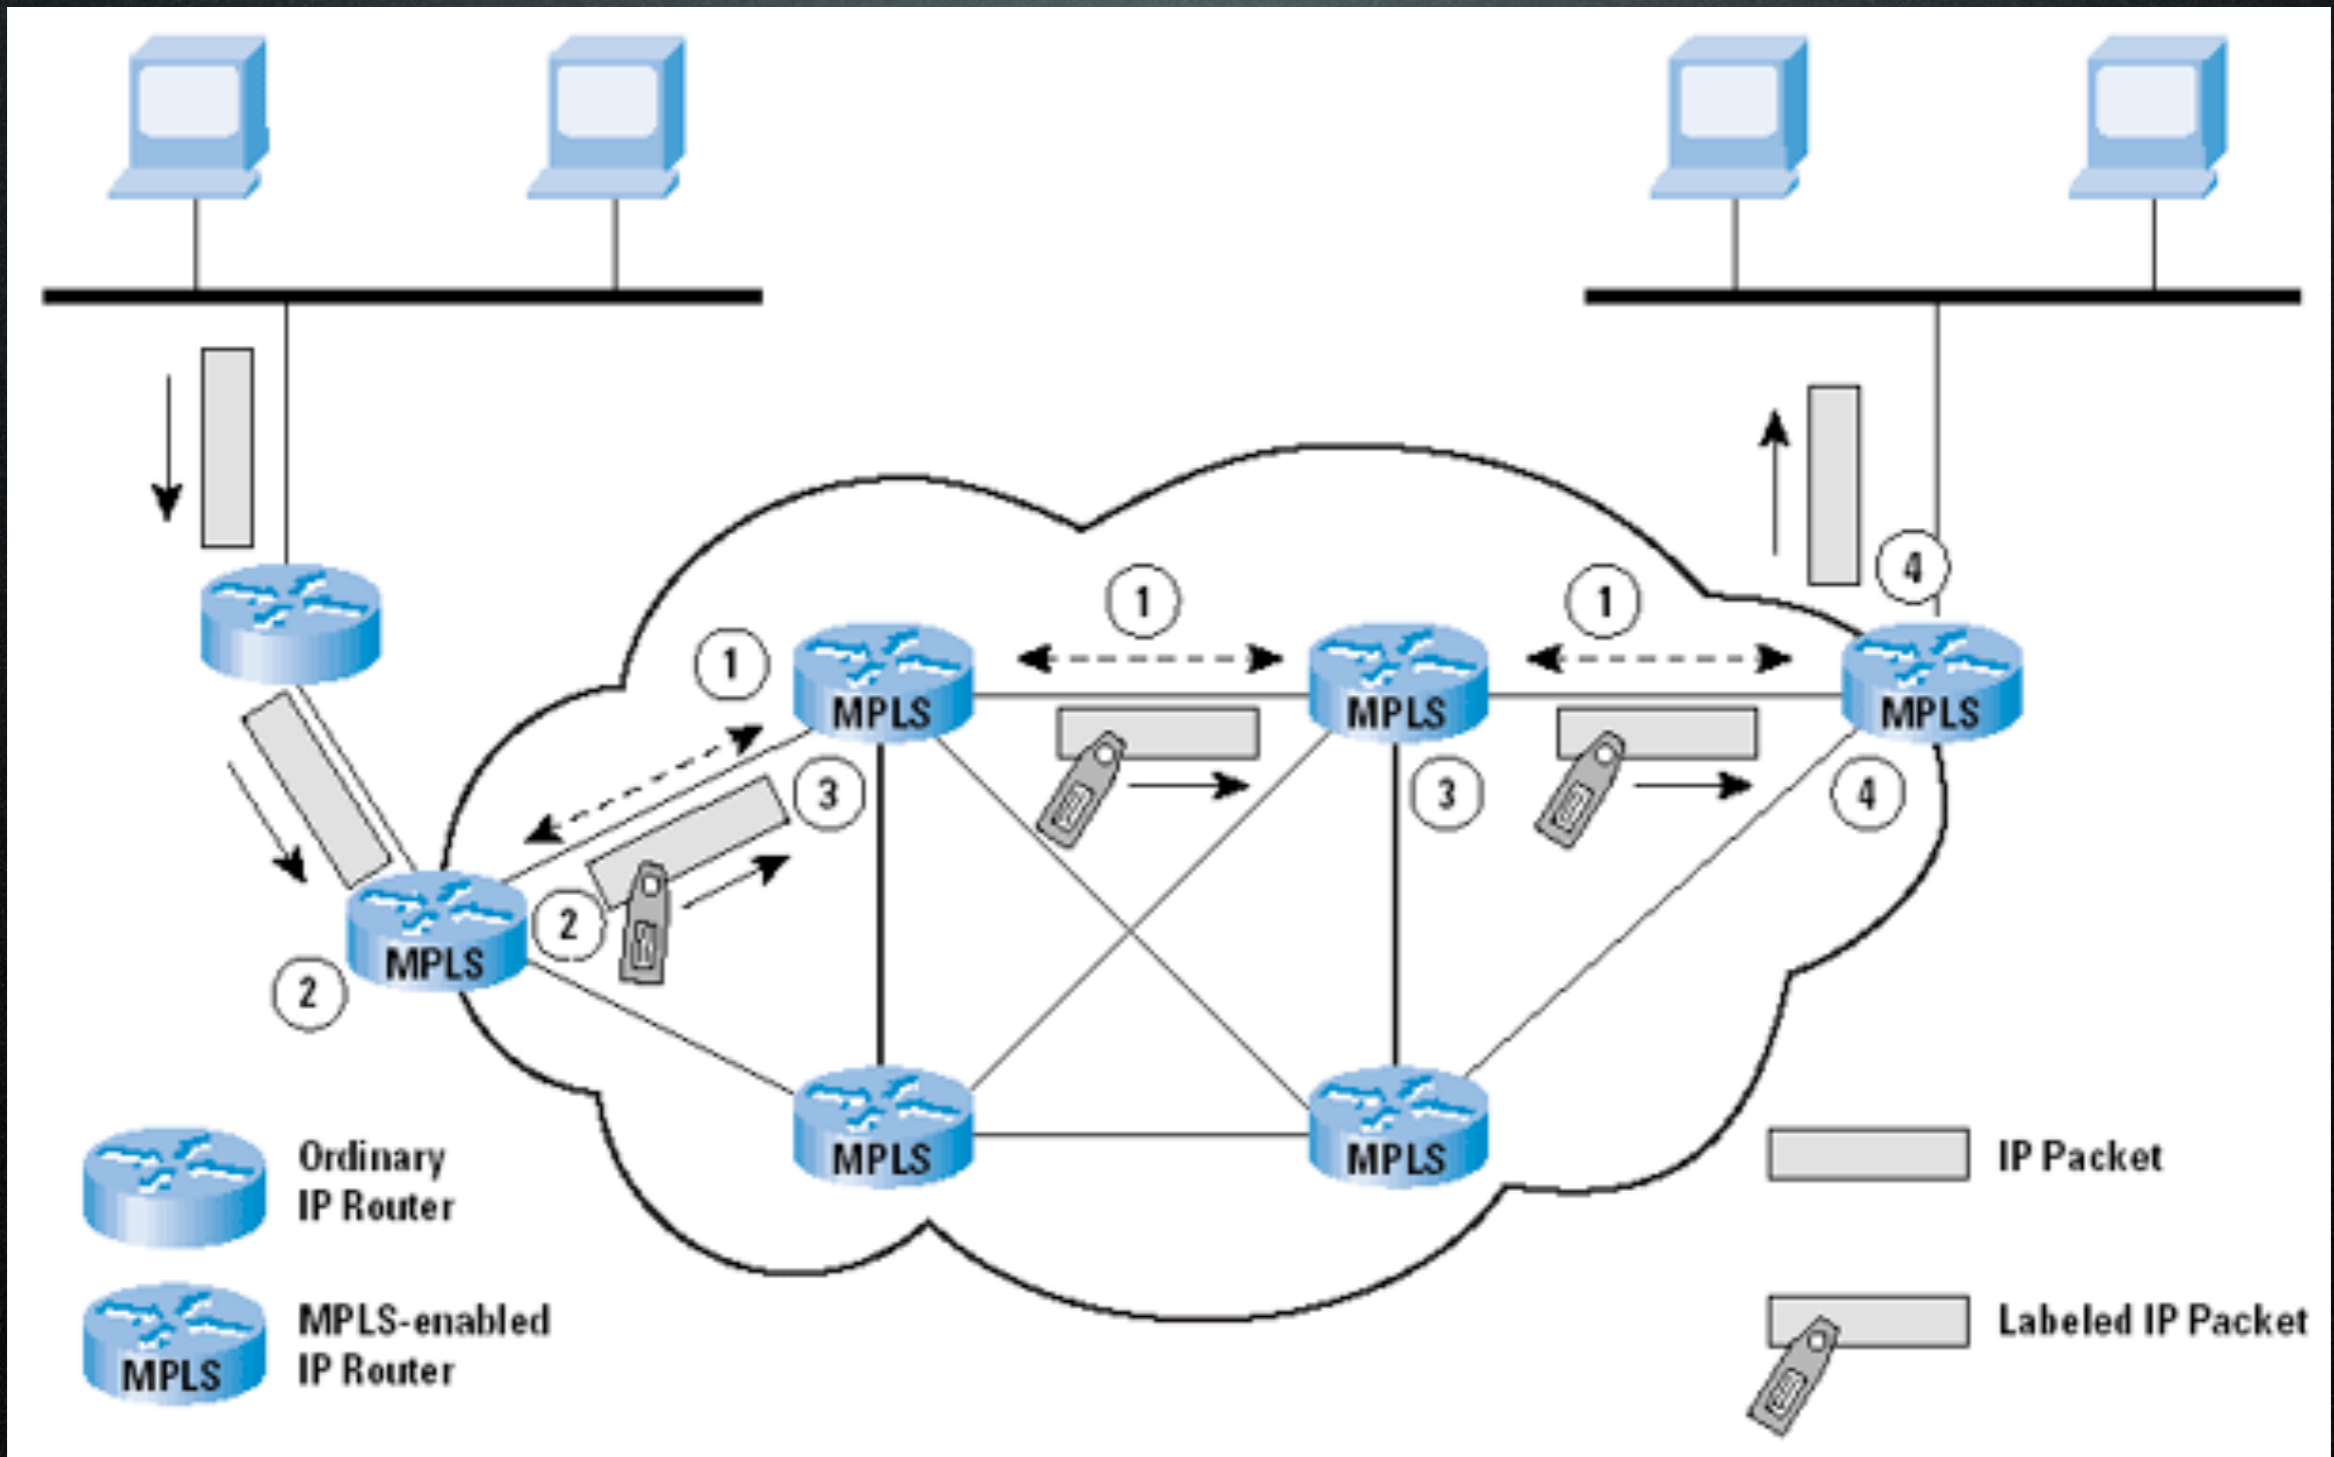 1
1
4
1
MPLS
MPLS
MPLS
3
3
4
2
MPLS
2
MPLS
MPLS
Ordinary
IP Router
MPLS-enabled
IP Router
MPLS
IP Packet
Labeled IP Packet